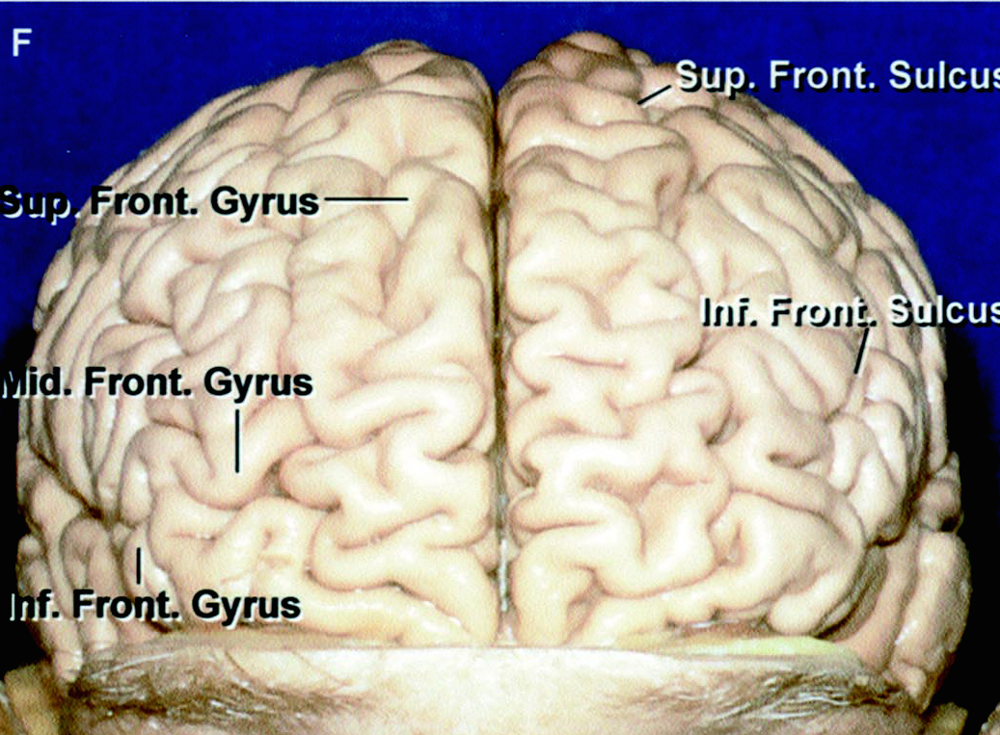 F
Sup. Front. Sulcus
Sup. Front. Gyrus
Inf. Front. Sulcus
Mid. Front. Gyrus
Inf. Front. Gyrus